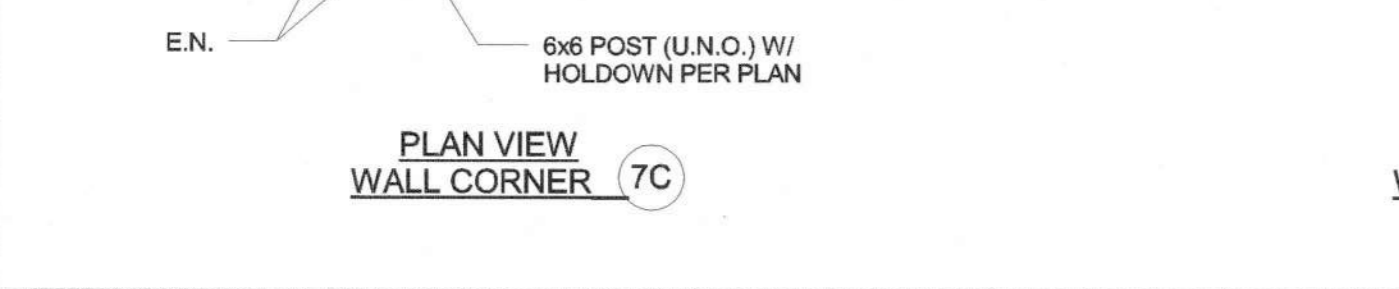 E.N.
6x6 POST (U.N.O.) W/
HOLDOWN PER PLAN
PLAN VIEW
WALL CORNER
7C